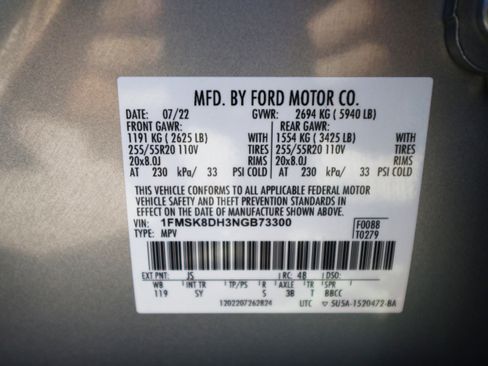 MFD. BY FORD MOTOR CO.
DATE: 07/22 GVWR: 2694 KG ( 5940 LB)
FRONT GAWR: REAR GAWR:
1191 KG ( 2625 LB) WITH 1554 KG ( 3425 LB) WITH
255/55R20 110V TIRES 255/55R20 110V TIRES
20x8.0J RIMS 20x8.0J RIMS
AT 230 kPa/ 33 PSI COLD AT 230 kPa/ 33 PSI COLD
THIS VEHICLE CONFORMS TO ALL APPLICABLE FEDERAL MOTOR
VEHICLE SAFETY AND THEFT PREVENTION STANDARDS IN
EFFECT ON THE DATE OF MANUFACTURE SHOWN ABOVE.
VIN: 1FMSK8DH3NGB73300 F0088
TYPE: MPV T0279
EXT PNT: JS RC: 48 DSO:
WB INT TR TP/PS R AXLE TR SPR
119 SY S 3B T BBCC
1202207262824 UTC ▽ SU5A-1520472-BA